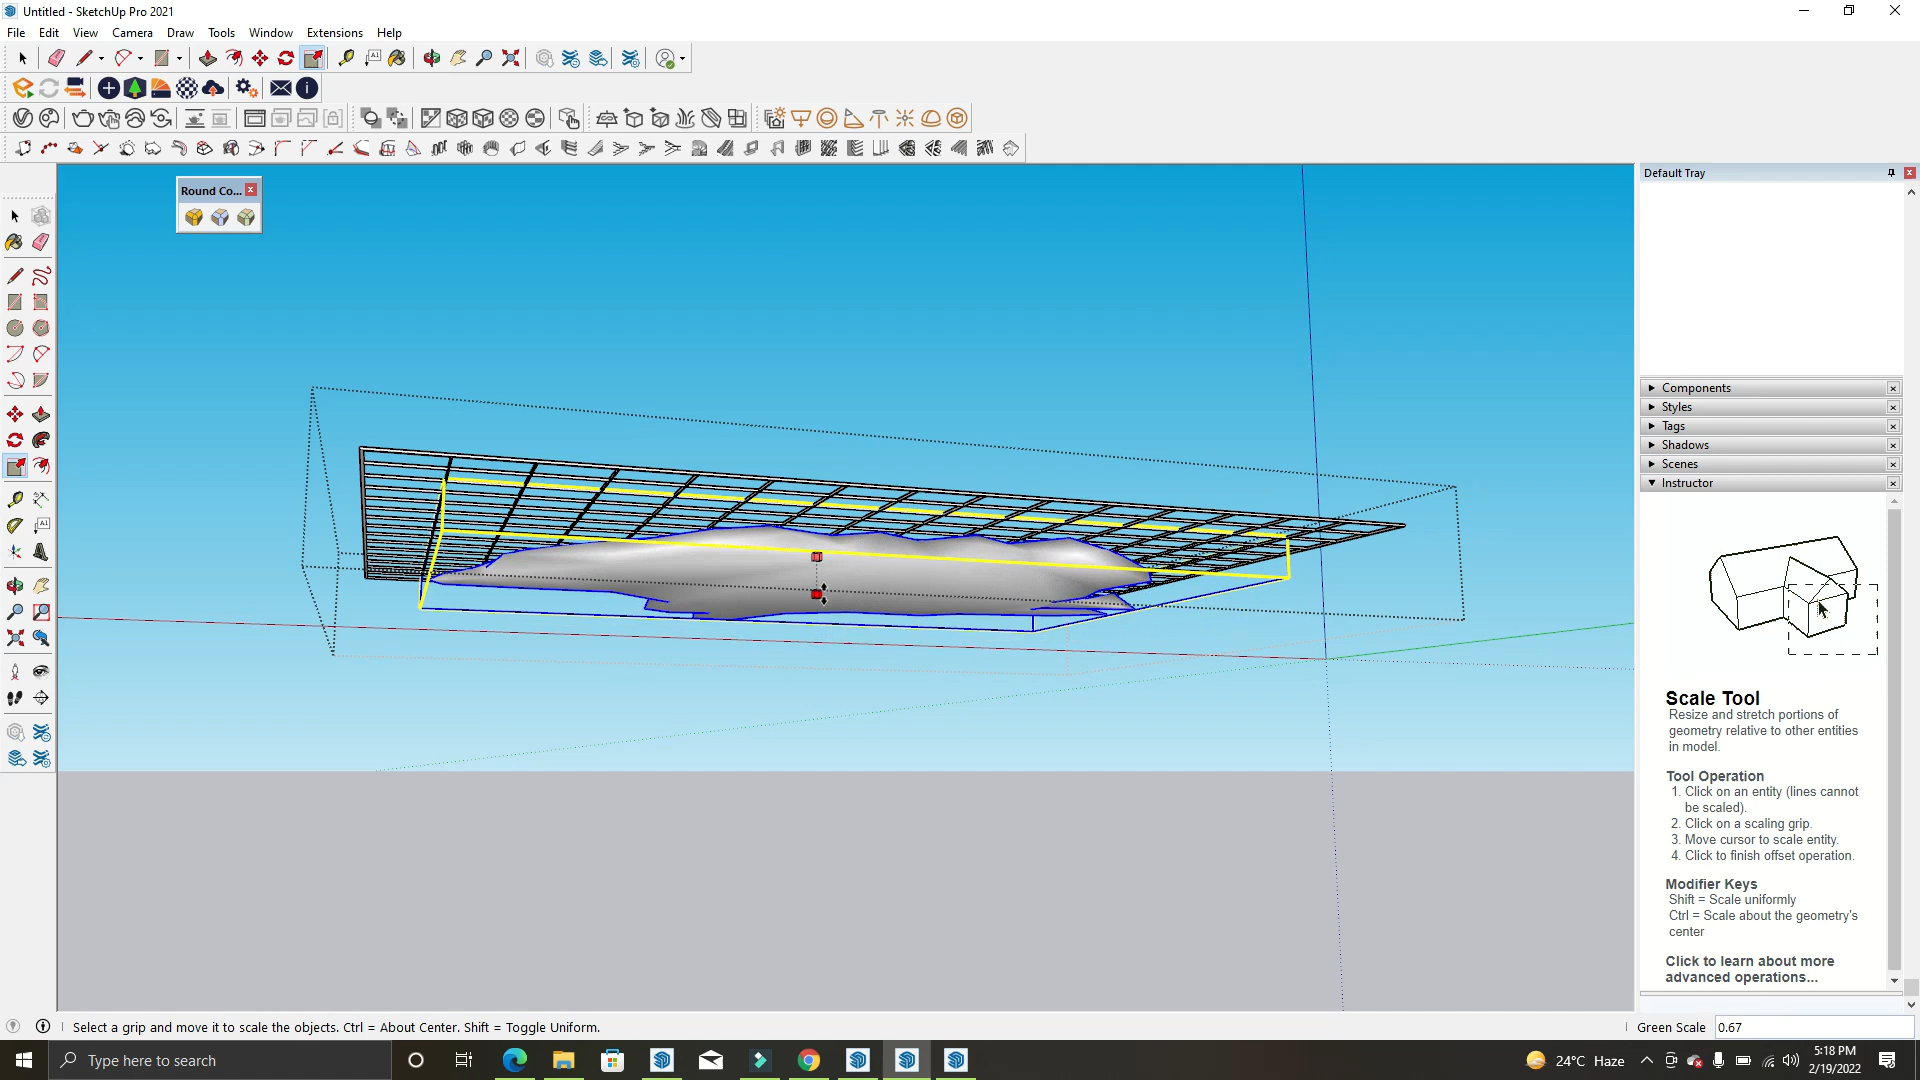 Untitled - SketchUp Pro 2021
File Edit View Camera Draw Tools Window Extensions Help
Round Co...
Default Tray
Components
Styles
Tags
Shadows
Scenes
Instructor
Scale Tool
Resize and stretch portions of
geometry relative to other entities
in model.
Tool Operation
1. Click on an entity (lines cannot
be scaled).
2. Click on a scaling grip.
3. Move cursor to scale entity.
4. Click to finish offset operation.
Modifier Keys
Shift = Scale uniformly
Ctrl = Scale about the geometry's
center
Click to learn about more
advanced operations...
Select a grip and move it to scale the objects. Ctrl = About Center. Shift = Toggle Uniform.
Green Scale 0.67
Type here to search
24°C Haze
5:18 PM
2/19/2022